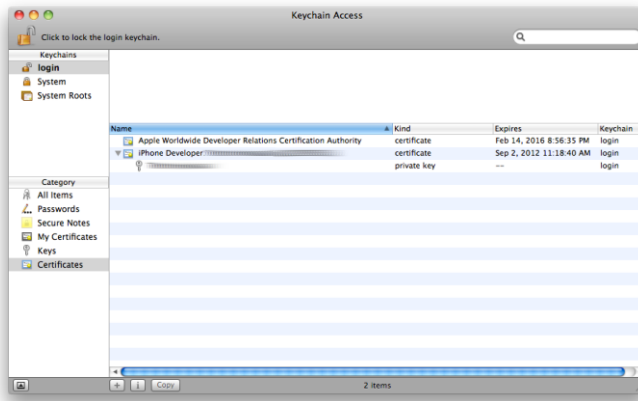 Keychain Access
Click to lock the login keychain.
Keychains
login
System
System Roots
Name Kind Expires Keychain
Apple Worldwide Developer Relations Certification Authority certificate Feb 14, 2016 8:56:35 PM login
iPhone Developer certificate Sep 2, 2012 11:18:40 AM login
private key -- login
Category
All Items
Passwords
Secure Notes
My Certificates
Keys
Certificates
+ i Copy 2 items